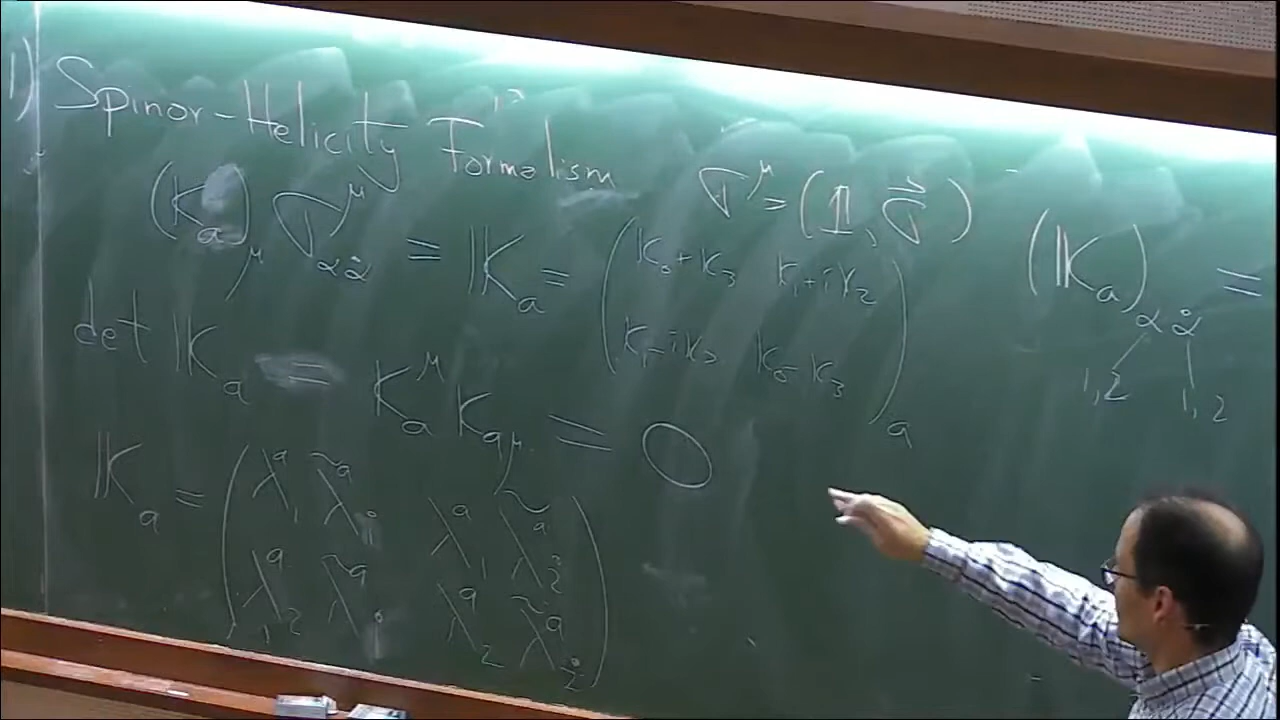 1) Spinor-Helicity Formalism
(K_a)_μ σ^μ_{αα̇} = 𝕂_a = ( K_0+K_3 K_1+iK_2 ; K_1-iK_2 K_0-K_3 )_a
σ^μ = (𝟙, σ⃗)
(𝕂_a)_{αα̇} =
1,2 1,2
det 𝕂_a = K_a^μ K_{aμ} = 0
𝕂_a = ( λ^a_1 λ̃^a_1̇ λ^a_1 λ̃^a_2̇ ; λ^a_2 λ̃^a_1̇ λ^a_2 λ̃^a_2̇ )